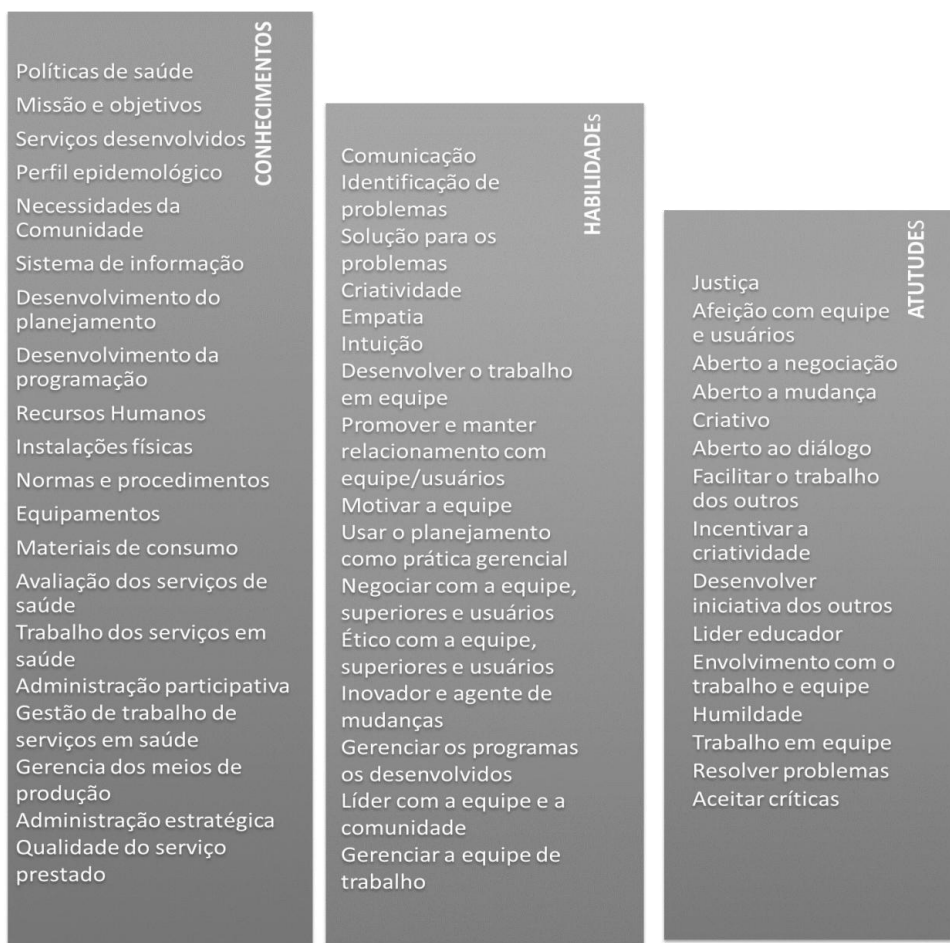 CONHECIMENTOS
Políticas de saúde
Missão e objetivos
Serviços desenvolvidos
Perfil epidemológico
Necessidades da
Comunidade
Sistema de informação
Desenvolvimento do
planejamento
Desenvolvimento da
programação
Recursos Humanos
Instalações físicas
Normas e procedimentos
Equipamentos
Materiais de consumo
Avaliação dos serviços de
saúde
Trabalho dos serviços em
saúde
Administração participativa
Gestão de trabalho de
serviços em saúde
Gerencia dos meios de
produção
Administração estratégica
Qualidade do serviço
prestado
HABILIDADEs
Comunicação
Identificação de
problemas
Solução para os
problemas
Criatividade
Empatia
Intuição
Desenvolver o trabalho
em equipe
Promover e manter
relacionamento com
equipe/usuários
Motivar a equipe
Usar o planejamento
como prática gerencial
Negociar com a equipe,
superiores e usuários
Ético com a equipe,
superiores e usuários
Inovador e agente de
mudanças
Gerenciar os programas
os desenvolvidos
Líder com a equipe e a
comunidade
Gerenciar a equipe de
trabalho
ATUTUDES
Justiça
Afeição com equipe
e usuários
Aberto a negociação
Aberto a mudança
Criativo
Aberto ao diálogo
Facilitar o trabalho
dos outros
Incentivar a
criatividade
Desenvolver
iniciativa dos outros
Lider educador
Envolvimento com o
trabalho e equipe
Humildade
Trabalho em equipe
Resolver problemas
Aceitar críticas